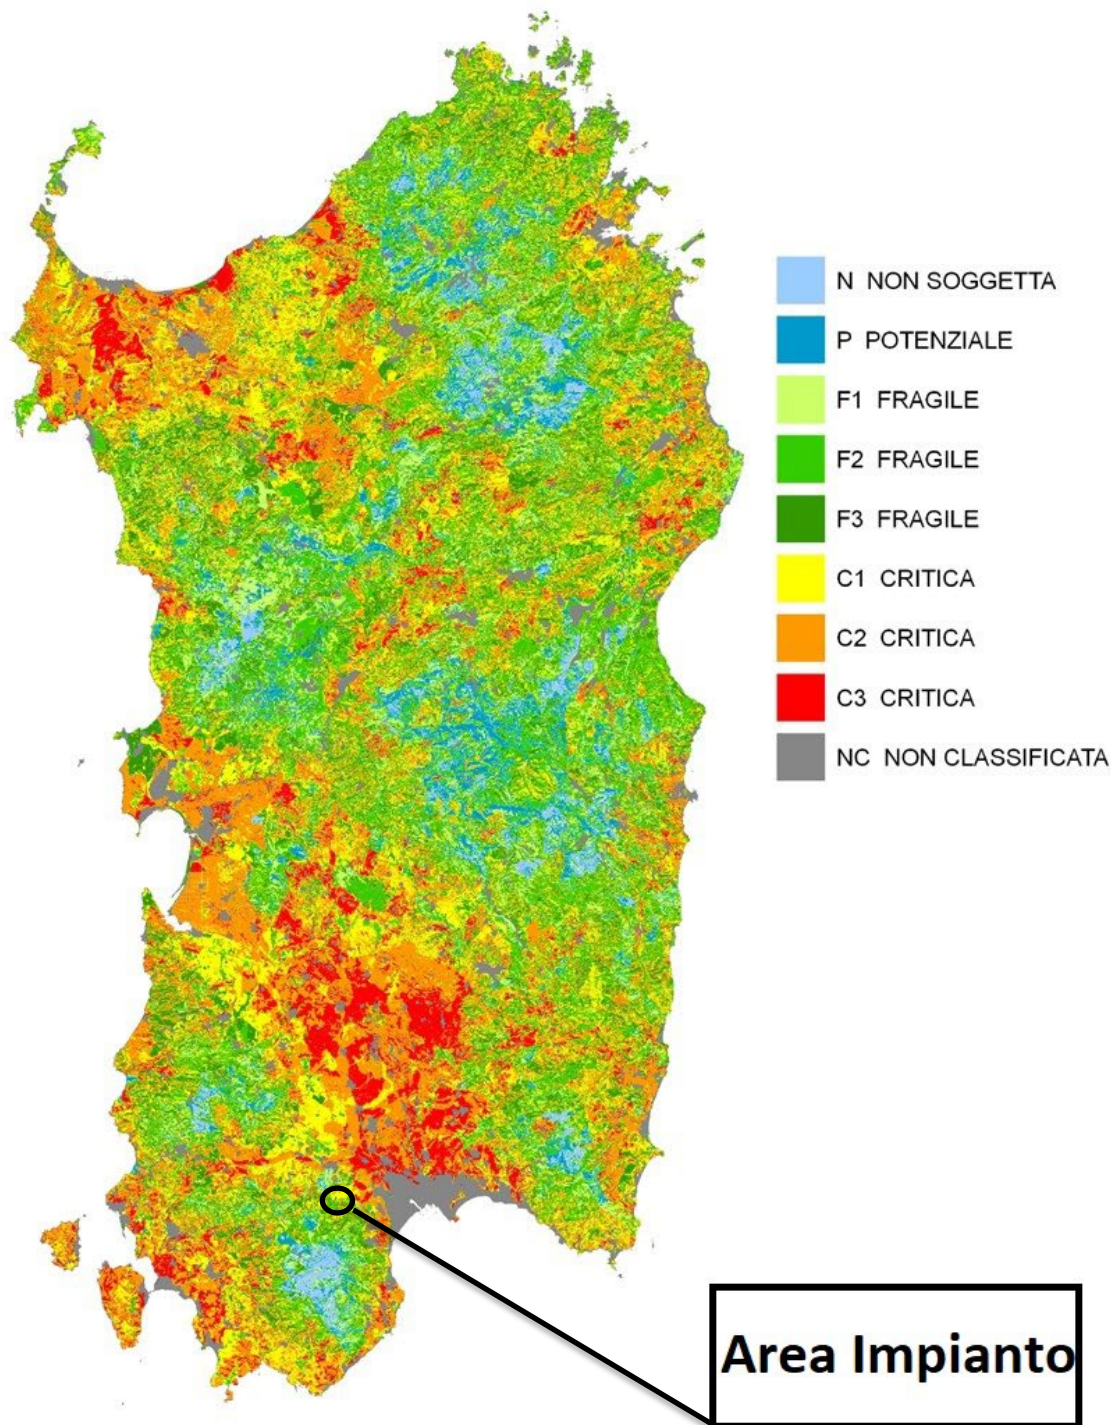 N NON SOGGETTA
P POTENZIALE
F1 FRAGILE
F2 FRAGILE
F3 FRAGILE
C1 CRITICA
C2 CRITICA
C3 CRITICA
NC NON CLASSIFICATA
Area Impianto